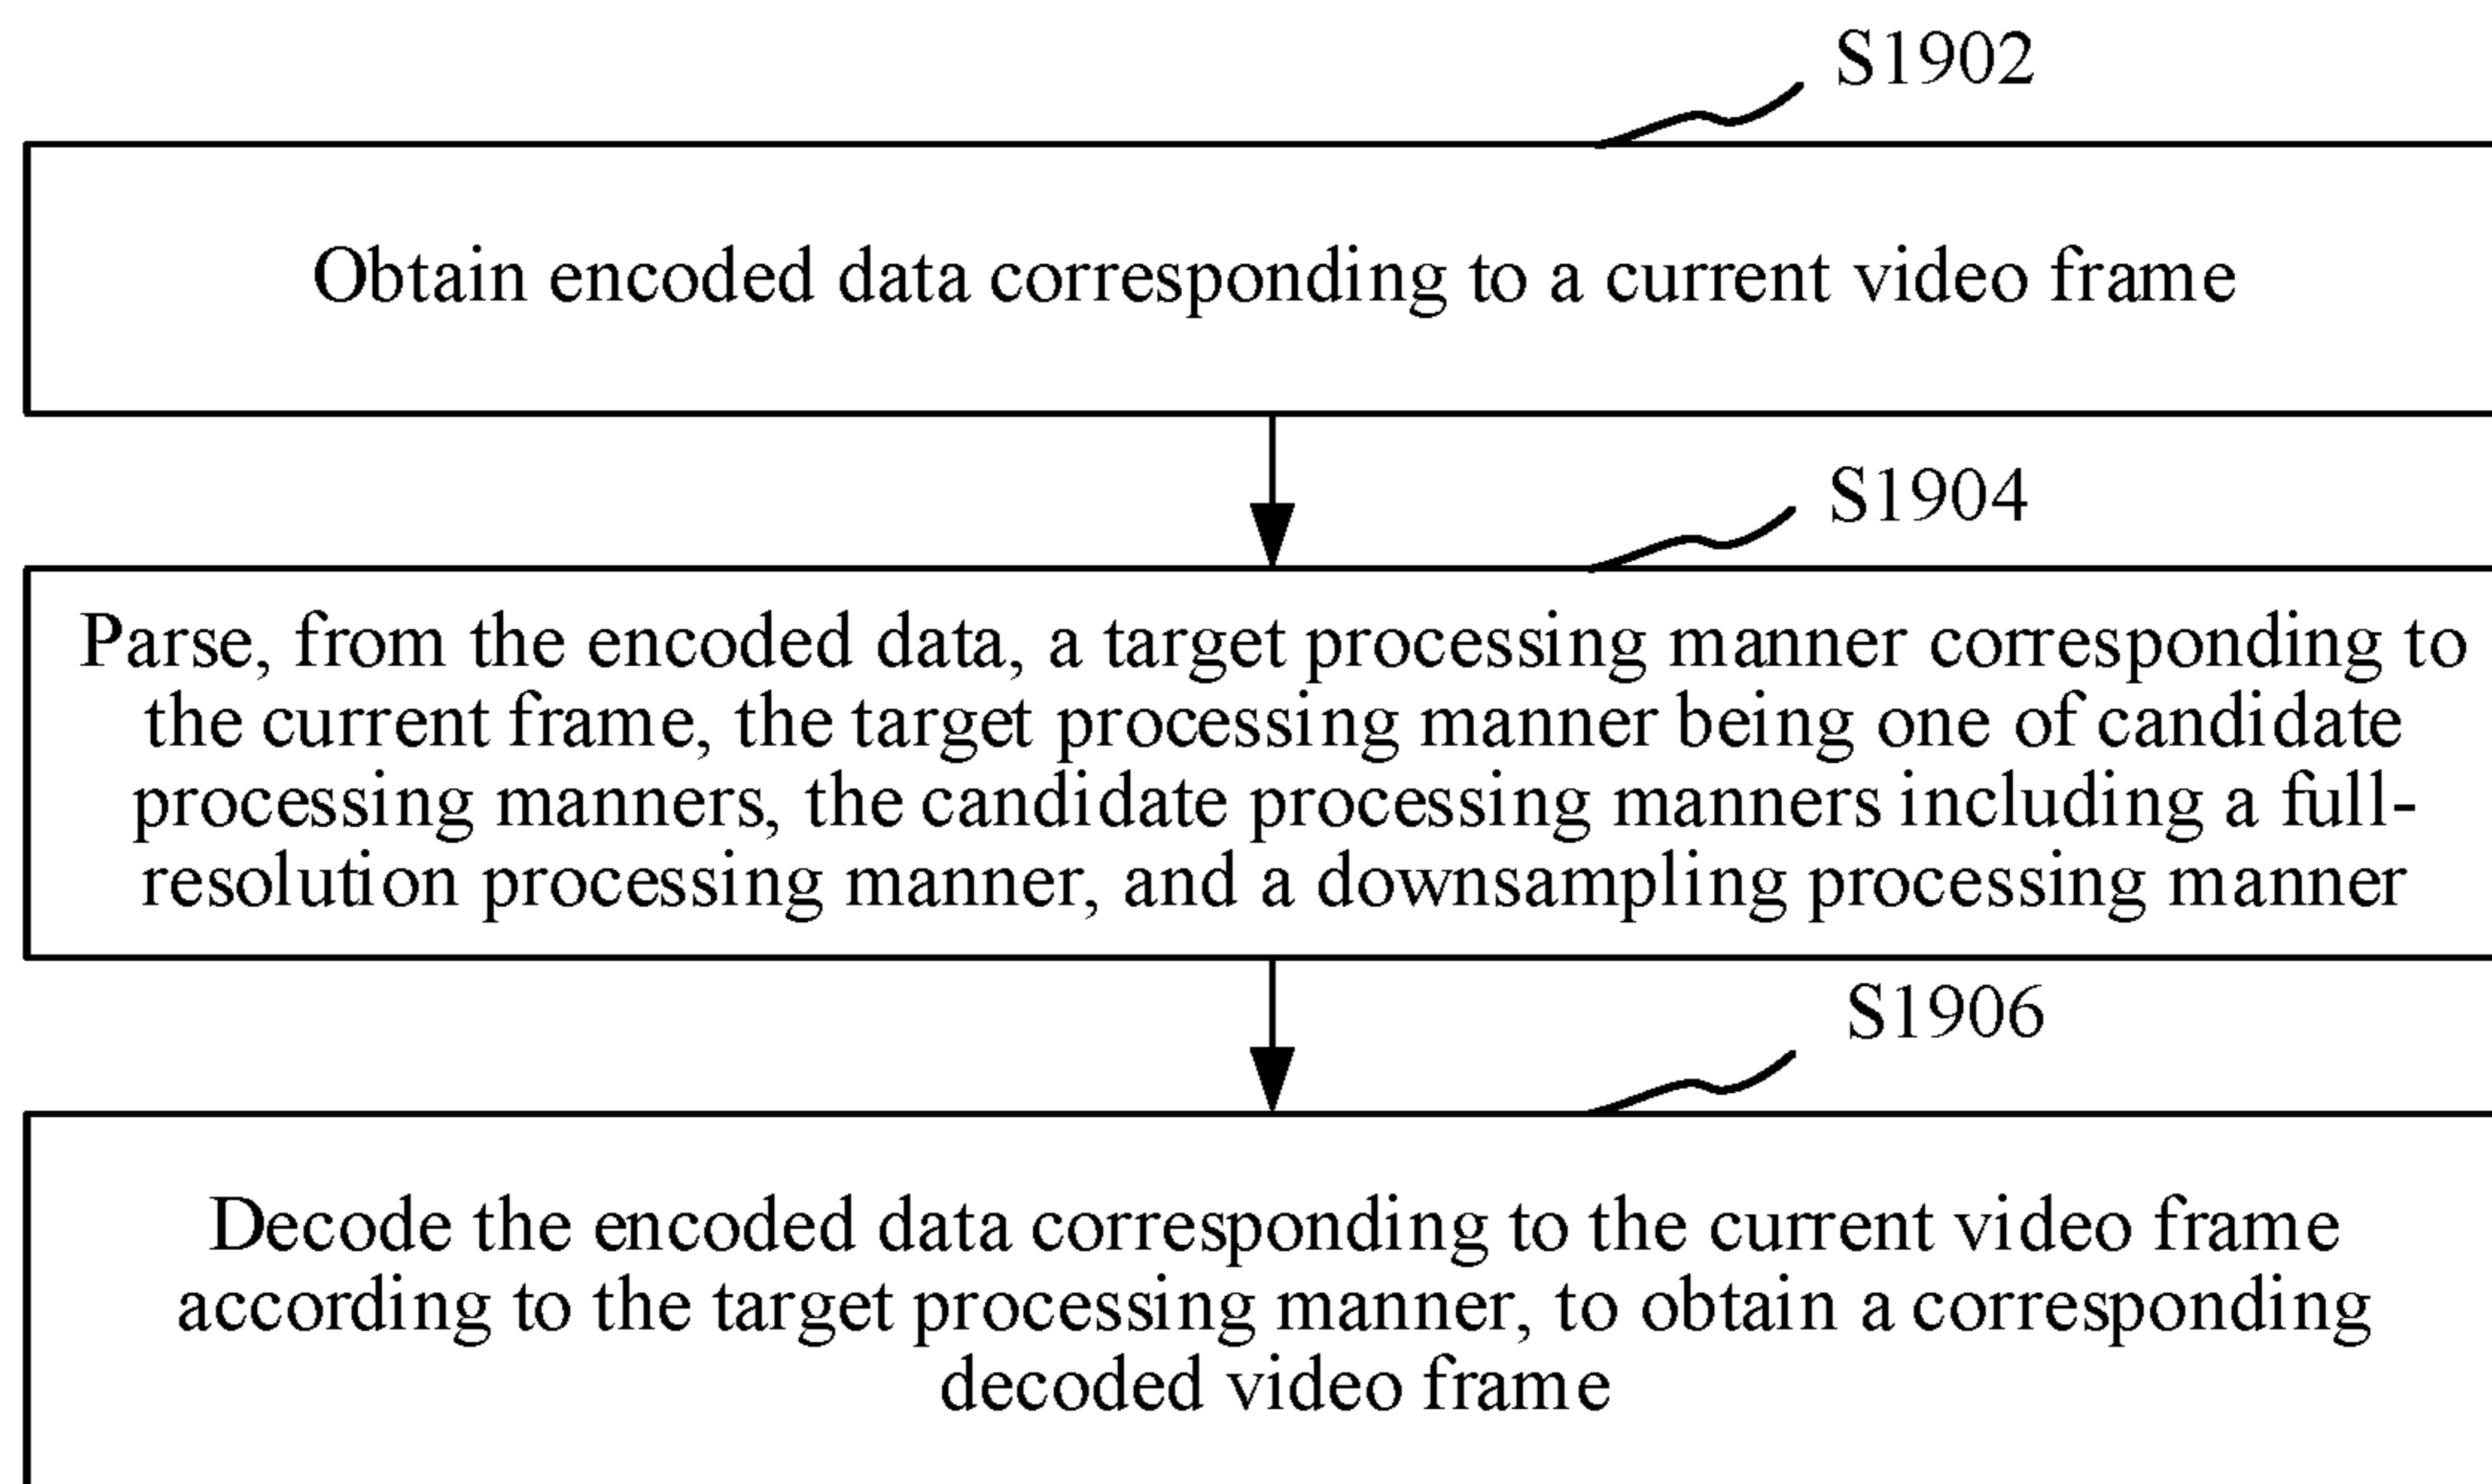 S1902
Obtain encoded data corresponding to a current video frame
S1904
Parse, from the encoded data, a target processing manner corresponding to
the current frame, the target processing manner being one of candidate
processing manners, the candidate processing manners including a full-
resolution processing manner, and a downsampling processing manner
S1906
Decode the encoded data corresponding to the current video frame
according to the target processing manner, to obtain a corresponding
decoded video frame